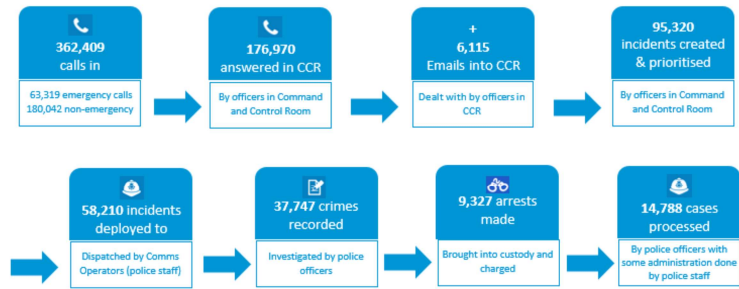 362,409
calls in
63,319 emergency calls
180,042 non-emergency
176,970
answered in CCR
By officers in Command
and Control Room
+
6,115
Emails into CCR
Dealt with by officers in
CCR
95,320
incidents created
& prioritised
By officers in Command
and Control Room
58,210 incidents
deployed to
Dispatched by Comms
Operators (police staff)
37,747 crimes
recorded
Investigated by police
officers
9,327 arrests
made
Brought into custody and
charged
14,788 cases
processed
By police officers with
some administration done
by police staff